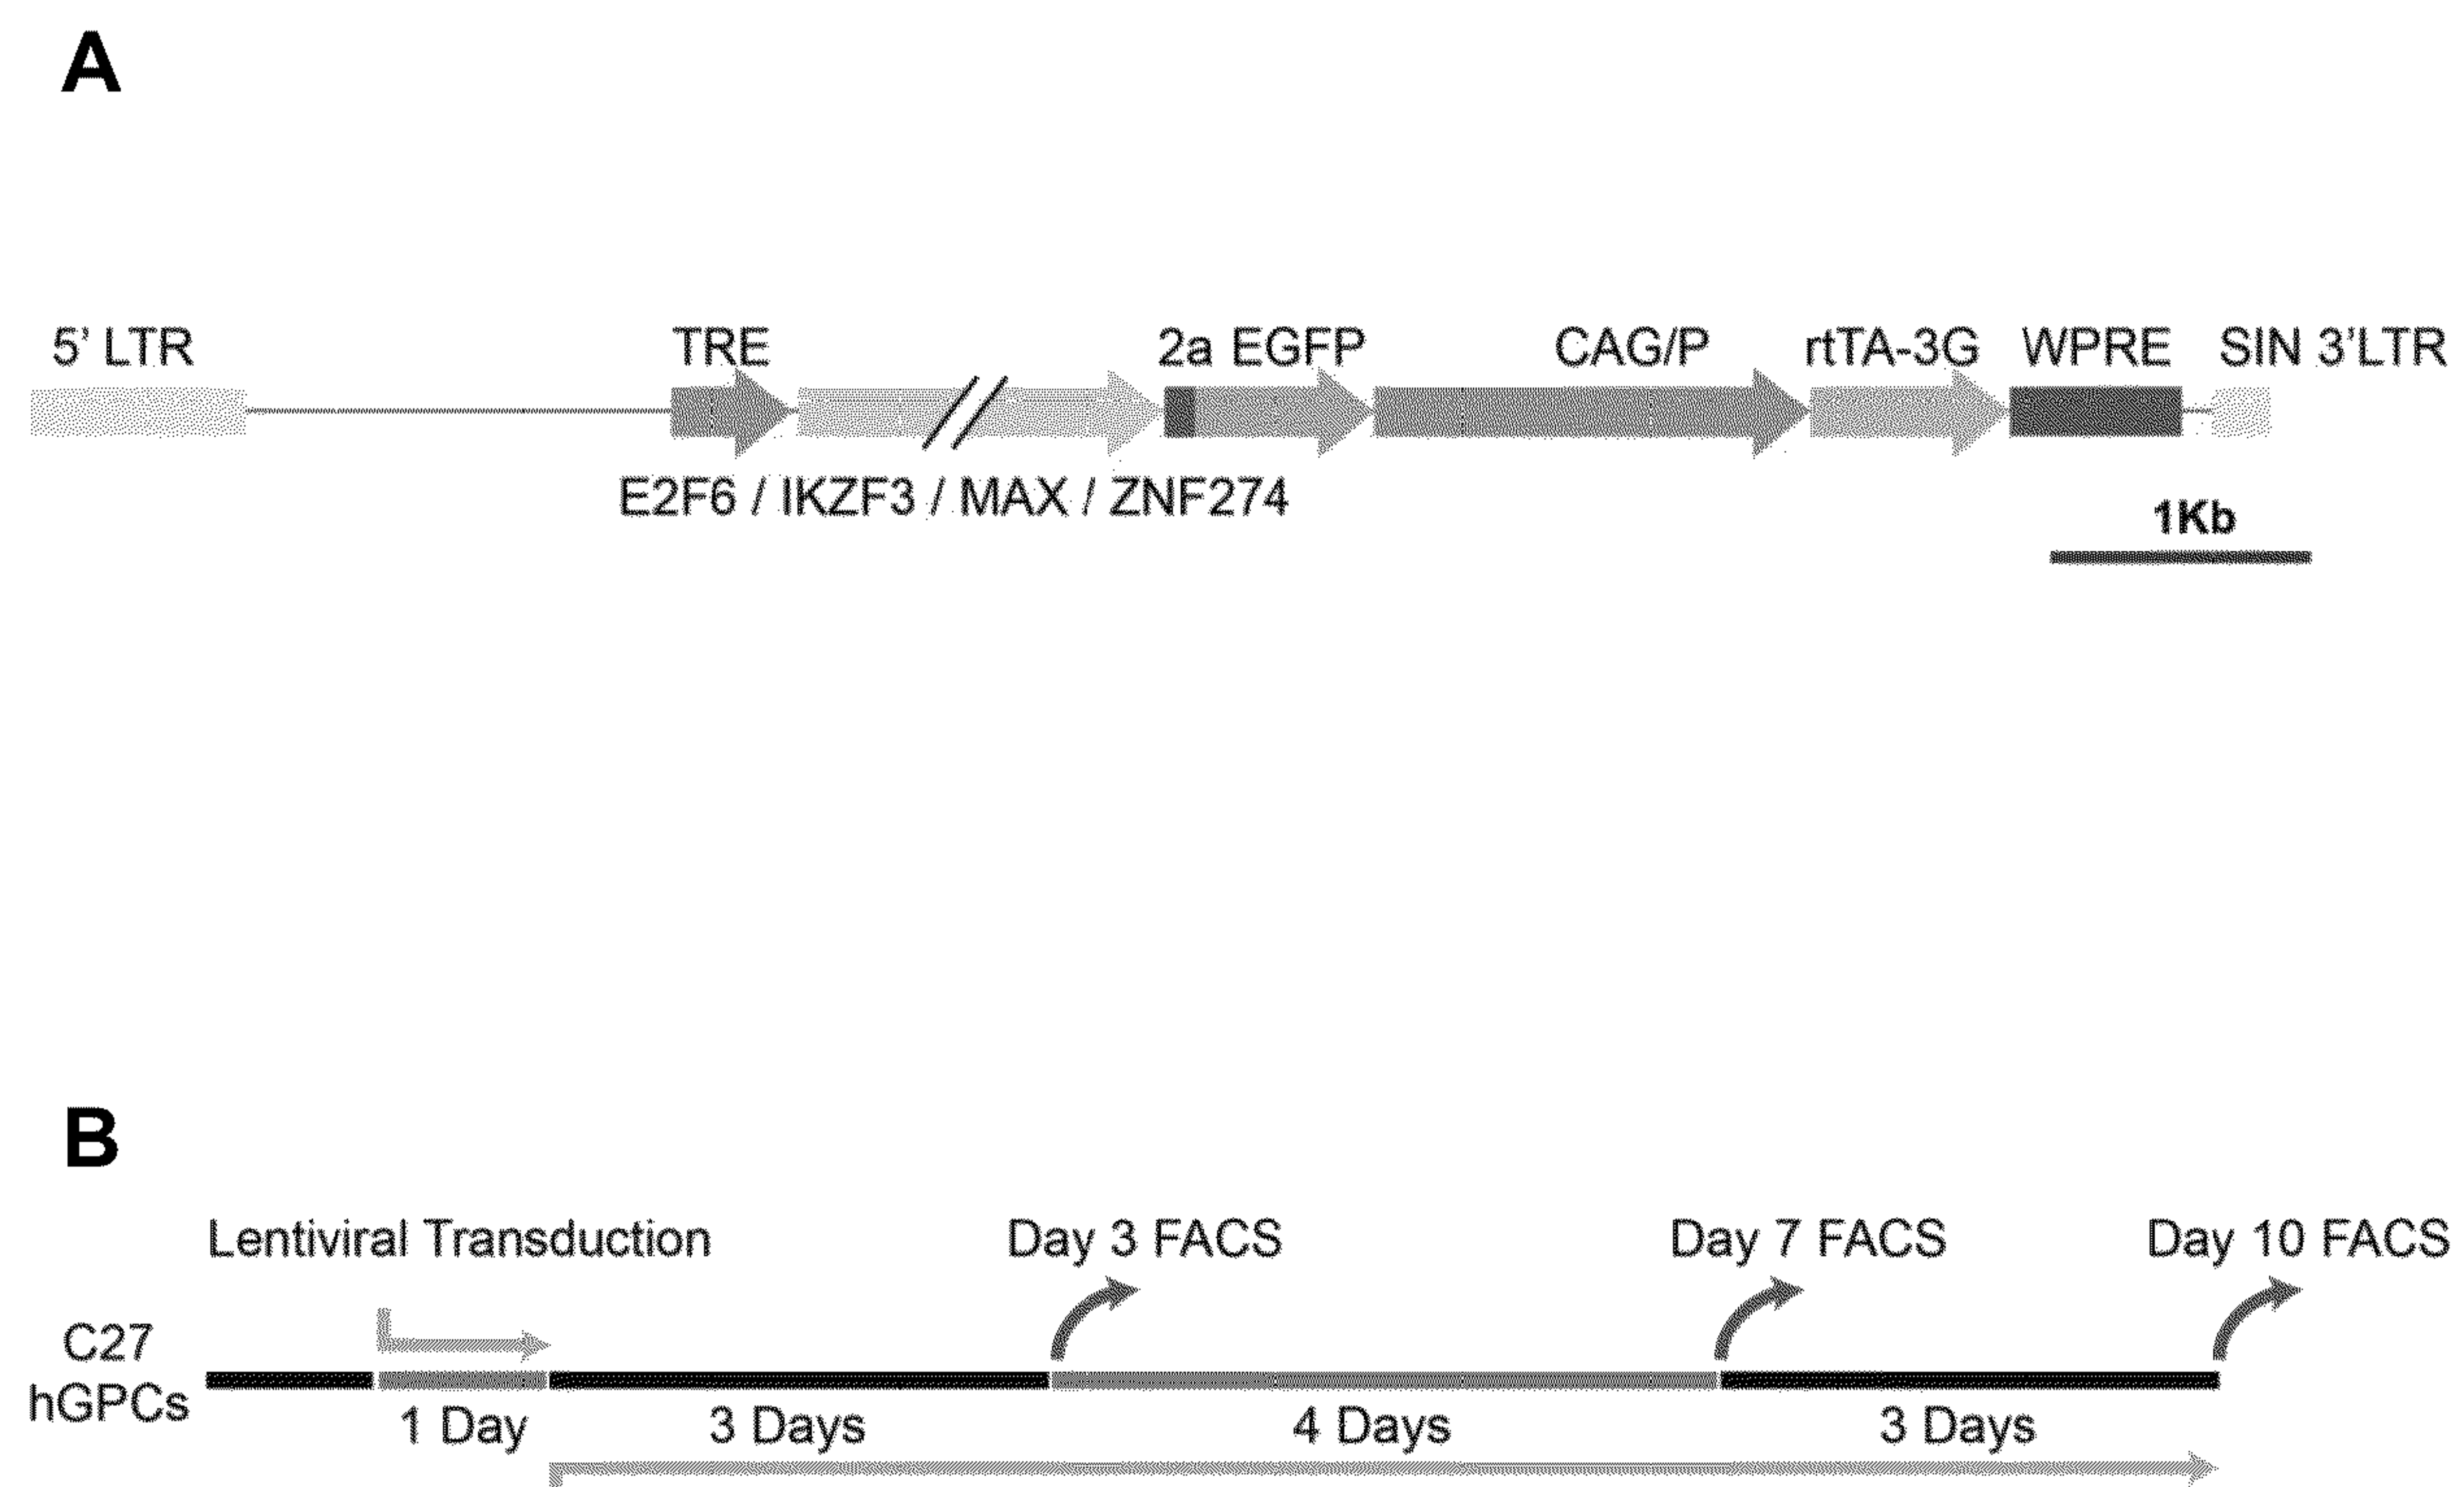 A
5' LTR TRE 2a EGFP CAG/P rtTA-3G WPRE SIN 3'LTR
E2F6 / IKZF3 / MAX / ZNF274
1Kb
B
Lentiviral Transduction Day 3 FACS Day 7 FACS Day 10 FACS
C27
hGPCs
1 Day 3 Days 4 Days 3 Days